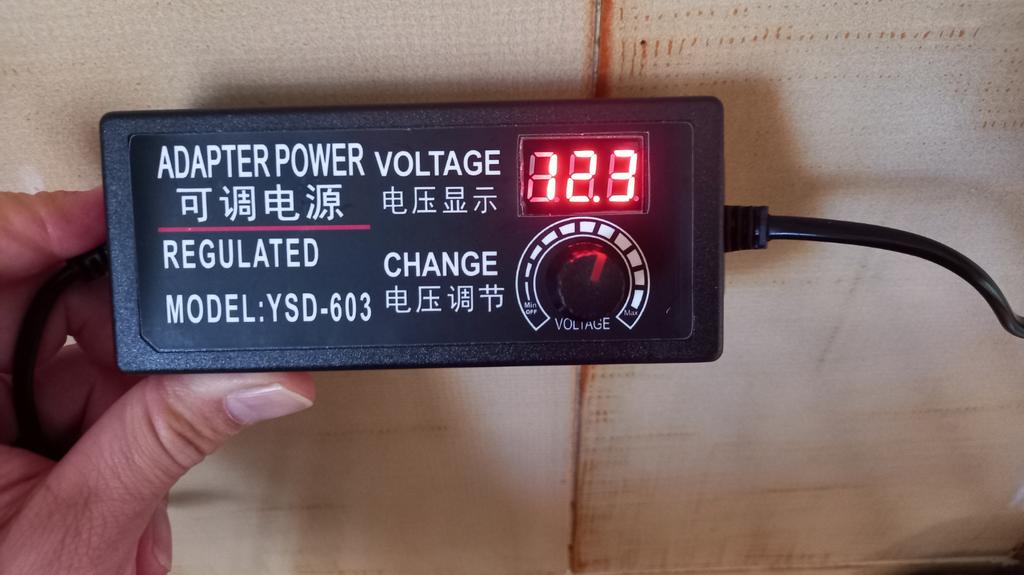 ADAPTER POWER
可调电源
REGULATED
MODEL:YSD-603
VOLTAGE
电压显示
12.3
CHANGE
电压调节
Min
OFF
Max
VOLTAGE